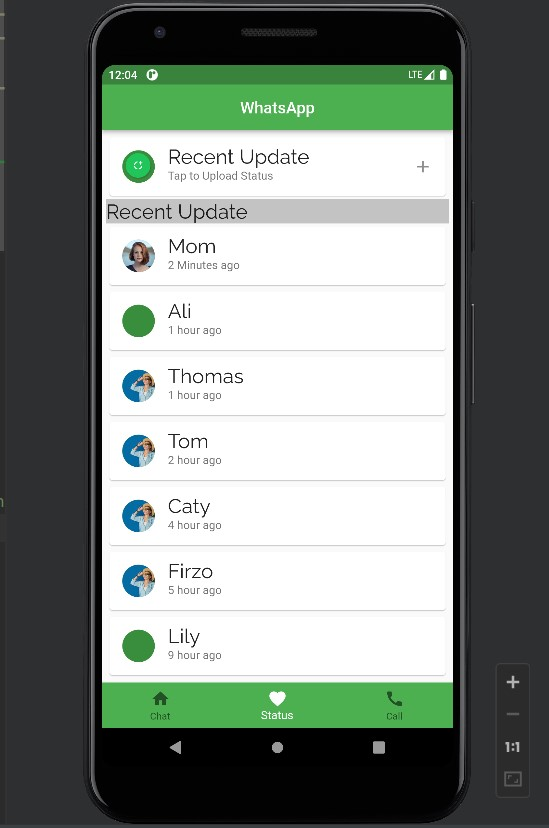 12:04
LTE
WhatsApp
Recent Update
Tap to Upload Status
Recent Update
Mom
2 Minutes ago
Ali
1 hour ago
Thomas
1 hour ago
Tom
2 hour ago
Caty
4 hour ago
Firzo
5 hour ago
Lily
9 hour ago
Chat
Status
Call
1:1